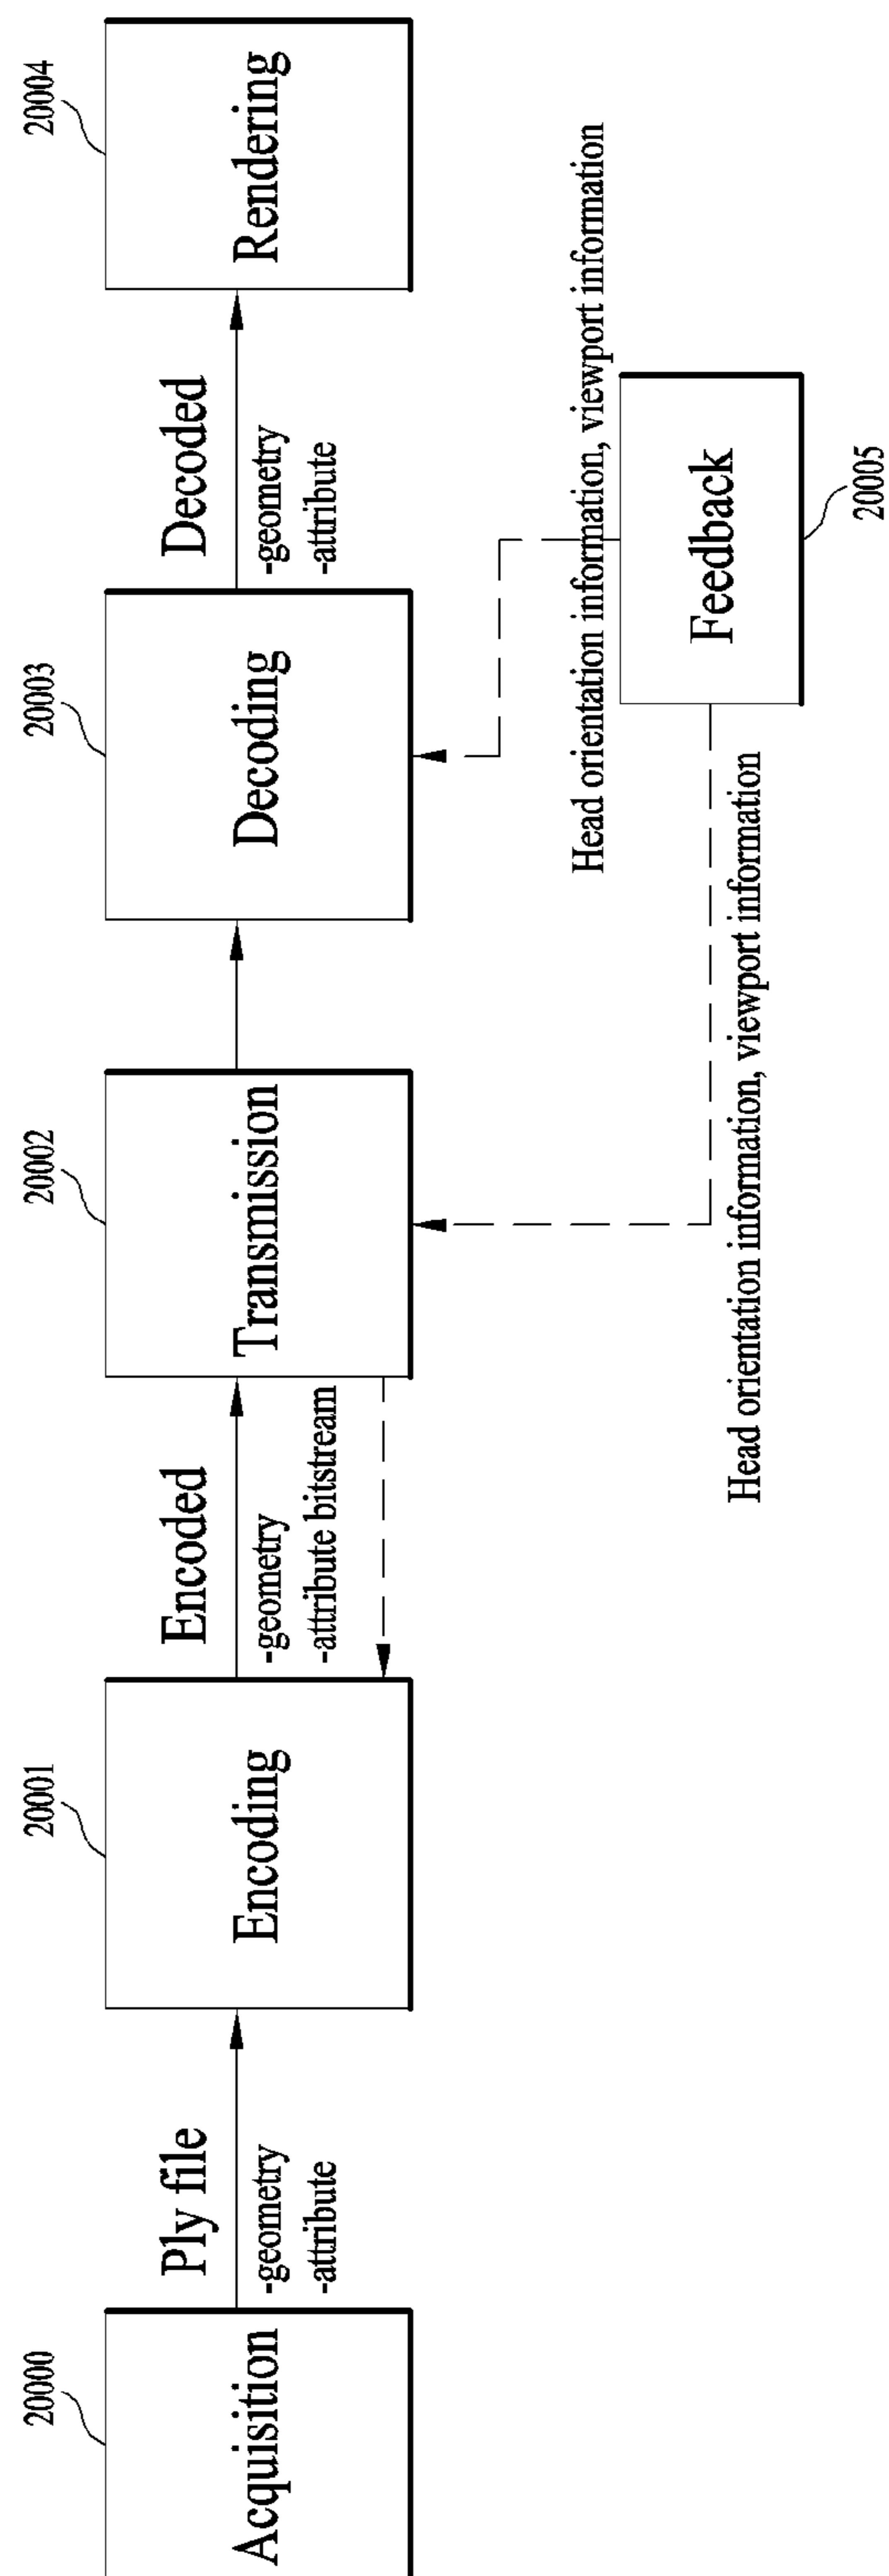 20000
Acquisition
Ply file
-geometry
-attribute
20001
Encoding
Encoded
-geometry
-attribute bitstream
20002
Transmission
20003
Decoding
Decoded
-geometry
-attribute
20004
Rendering
Head orientation information, viewport information
Feedback
20005
Head orientation information, viewport information